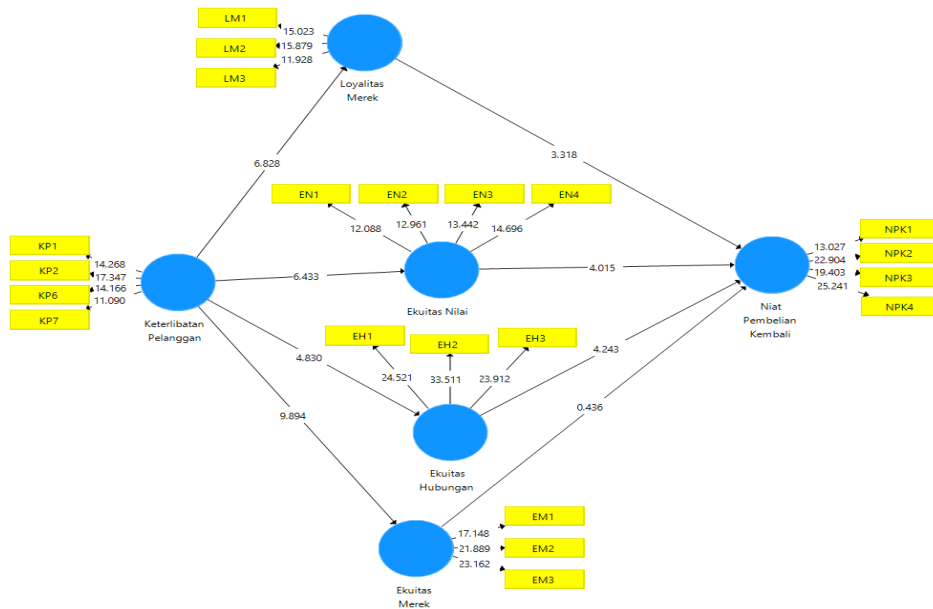 LM1
15.023
LM2
15.879
11.928
LM3
Loyalitas
Merek
6.828
3.318
EN1
EN2
EN3
EN4
12.088
12.961
13.442
14.696
KP1
14.268
KP2
17.347
KP6
14.166
11.090
KP7
Keterlibatan
Pelanggan
6.433
Ekuitas Nilai
4.015
NPK1
13.027
NPK2
22.904
19.403
NPK3
25.241
NPK4
Niat
Pembelian
Kembali
EH1
EH2
EH3
24.521
33.511
23.912
4.830
4.243
9.894
0.436
Ekuitas
Hubungan
EM1
17.148
21.889
EM2
23.162
EM3
Ekuitas
Merek